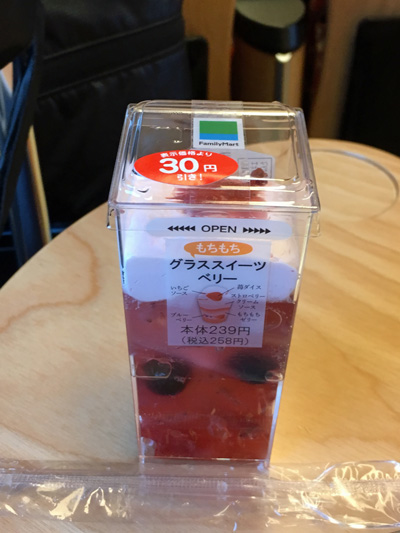 FamilyMart
表示価格より
30円
引き!
◀◀◀◀◀ OPEN ▶▶▶▶▶
もちもち
グラススイーツ
ベリー
いちご
ソース
苺ダイス
ストロベリー
クリーム
ソース
ブルー
ベリー
もちもち
ゼリー
本体239円
(税込258円)